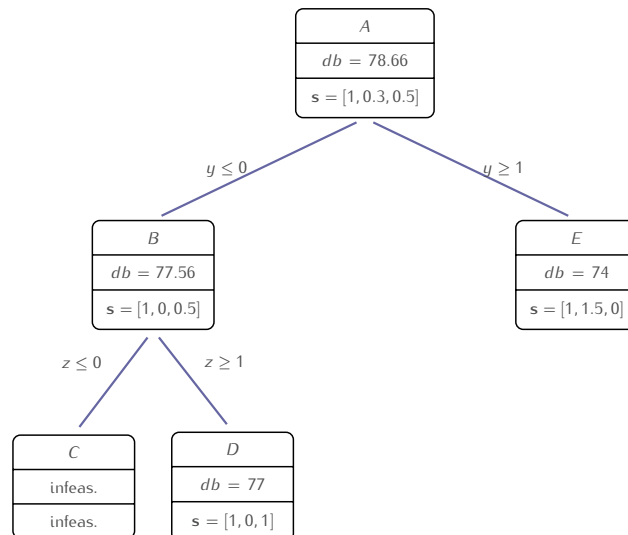 A
db = 78.66
s = [1, 0.3, 0.5]
y ≤ 0
y ≥ 1
B
db = 77.56
s = [1, 0, 0.5]
E
db = 74
s = [1, 1.5, 0]
z ≤ 0
z ≥ 1
C
infeas.
infeas.
D
db = 77
s = [1, 0, 1]